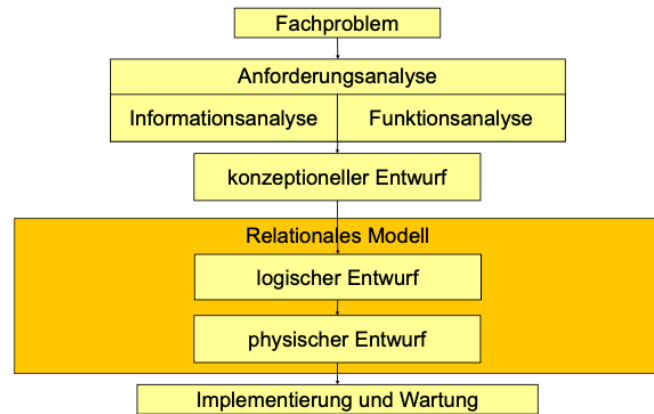 Fachproblem
Anforderungsanalyse
Informationsanalyse
Funktionsanalyse
konzeptioneller Entwurf
Relationales Modell
logischer Entwurf
physischer Entwurf
Implementierung und Wartung